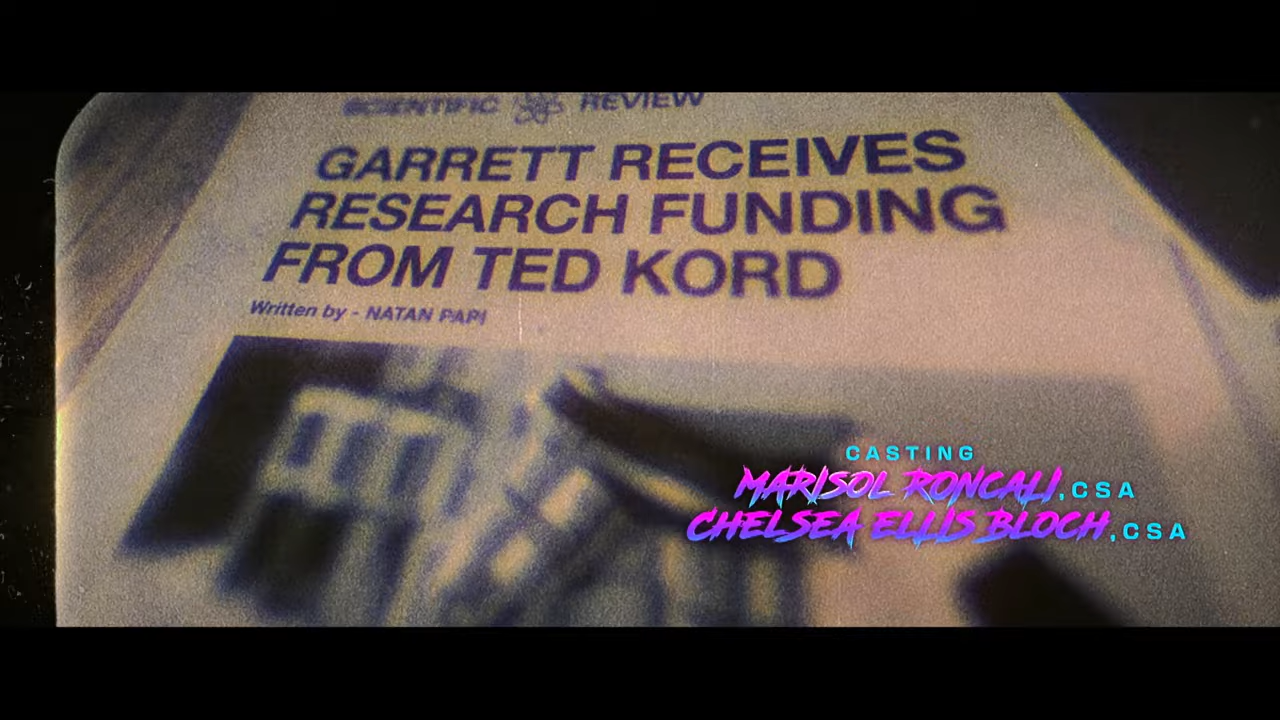 SCIENTIFIC REVIEW
GARRETT RECEIVES
RESEARCH FUNDING
FROM TED KORD
Written by - NATAN PAPI
CASTING
MARISOL RONCALI, CSA
CHELSEA ELLIS BLOCH, CSA